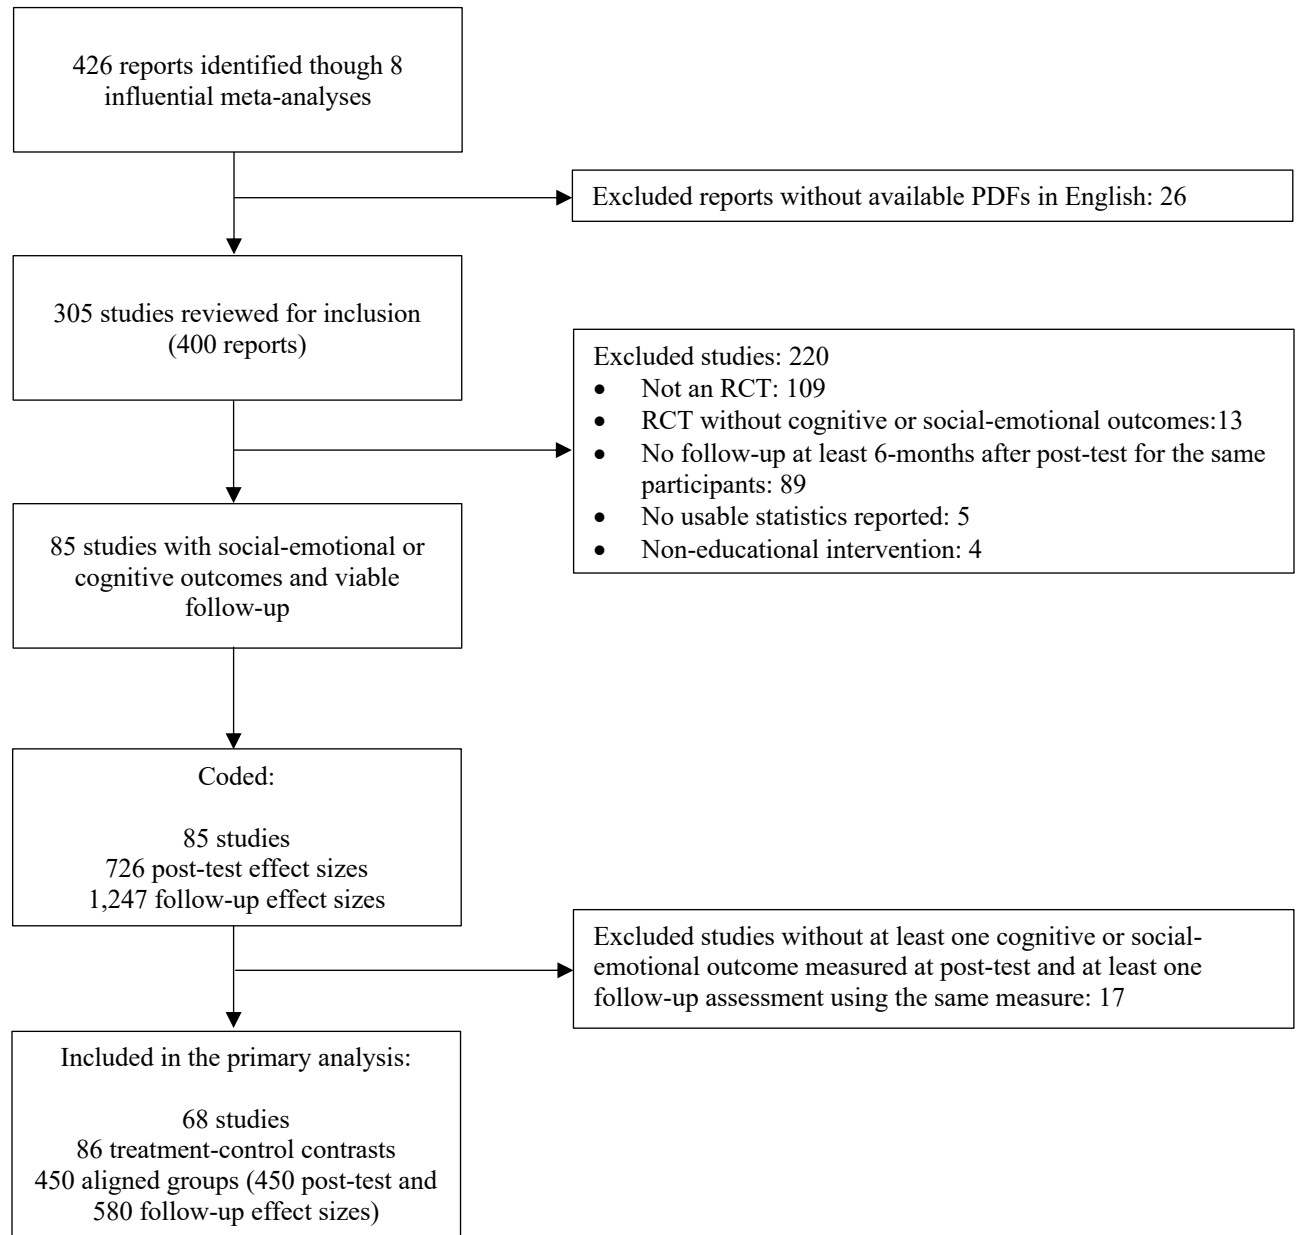 426 reports identified though 8
influential meta-analyses
Excluded reports without available PDFs in English: 26
305 studies reviewed for inclusion
(400 reports)
Excluded studies: 220
• Not an RCT: 109
• RCT without cognitive or social-emotional outcomes:13
• No follow-up at least 6-months after post-test for the same
participants: 89
• No usable statistics reported: 5
• Non-educational intervention: 4
85 studies with social-emotional or
cognitive outcomes and viable
follow-up
Coded:
85 studies
726 post-test effect sizes
1,247 follow-up effect sizes
Excluded studies without at least one cognitive or social-
emotional outcome measured at post-test and at least one
follow-up assessment using the same measure: 17
Included in the primary analysis:
68 studies
86 treatment-control contrasts
450 aligned groups (450 post-test and
580 follow-up effect sizes)